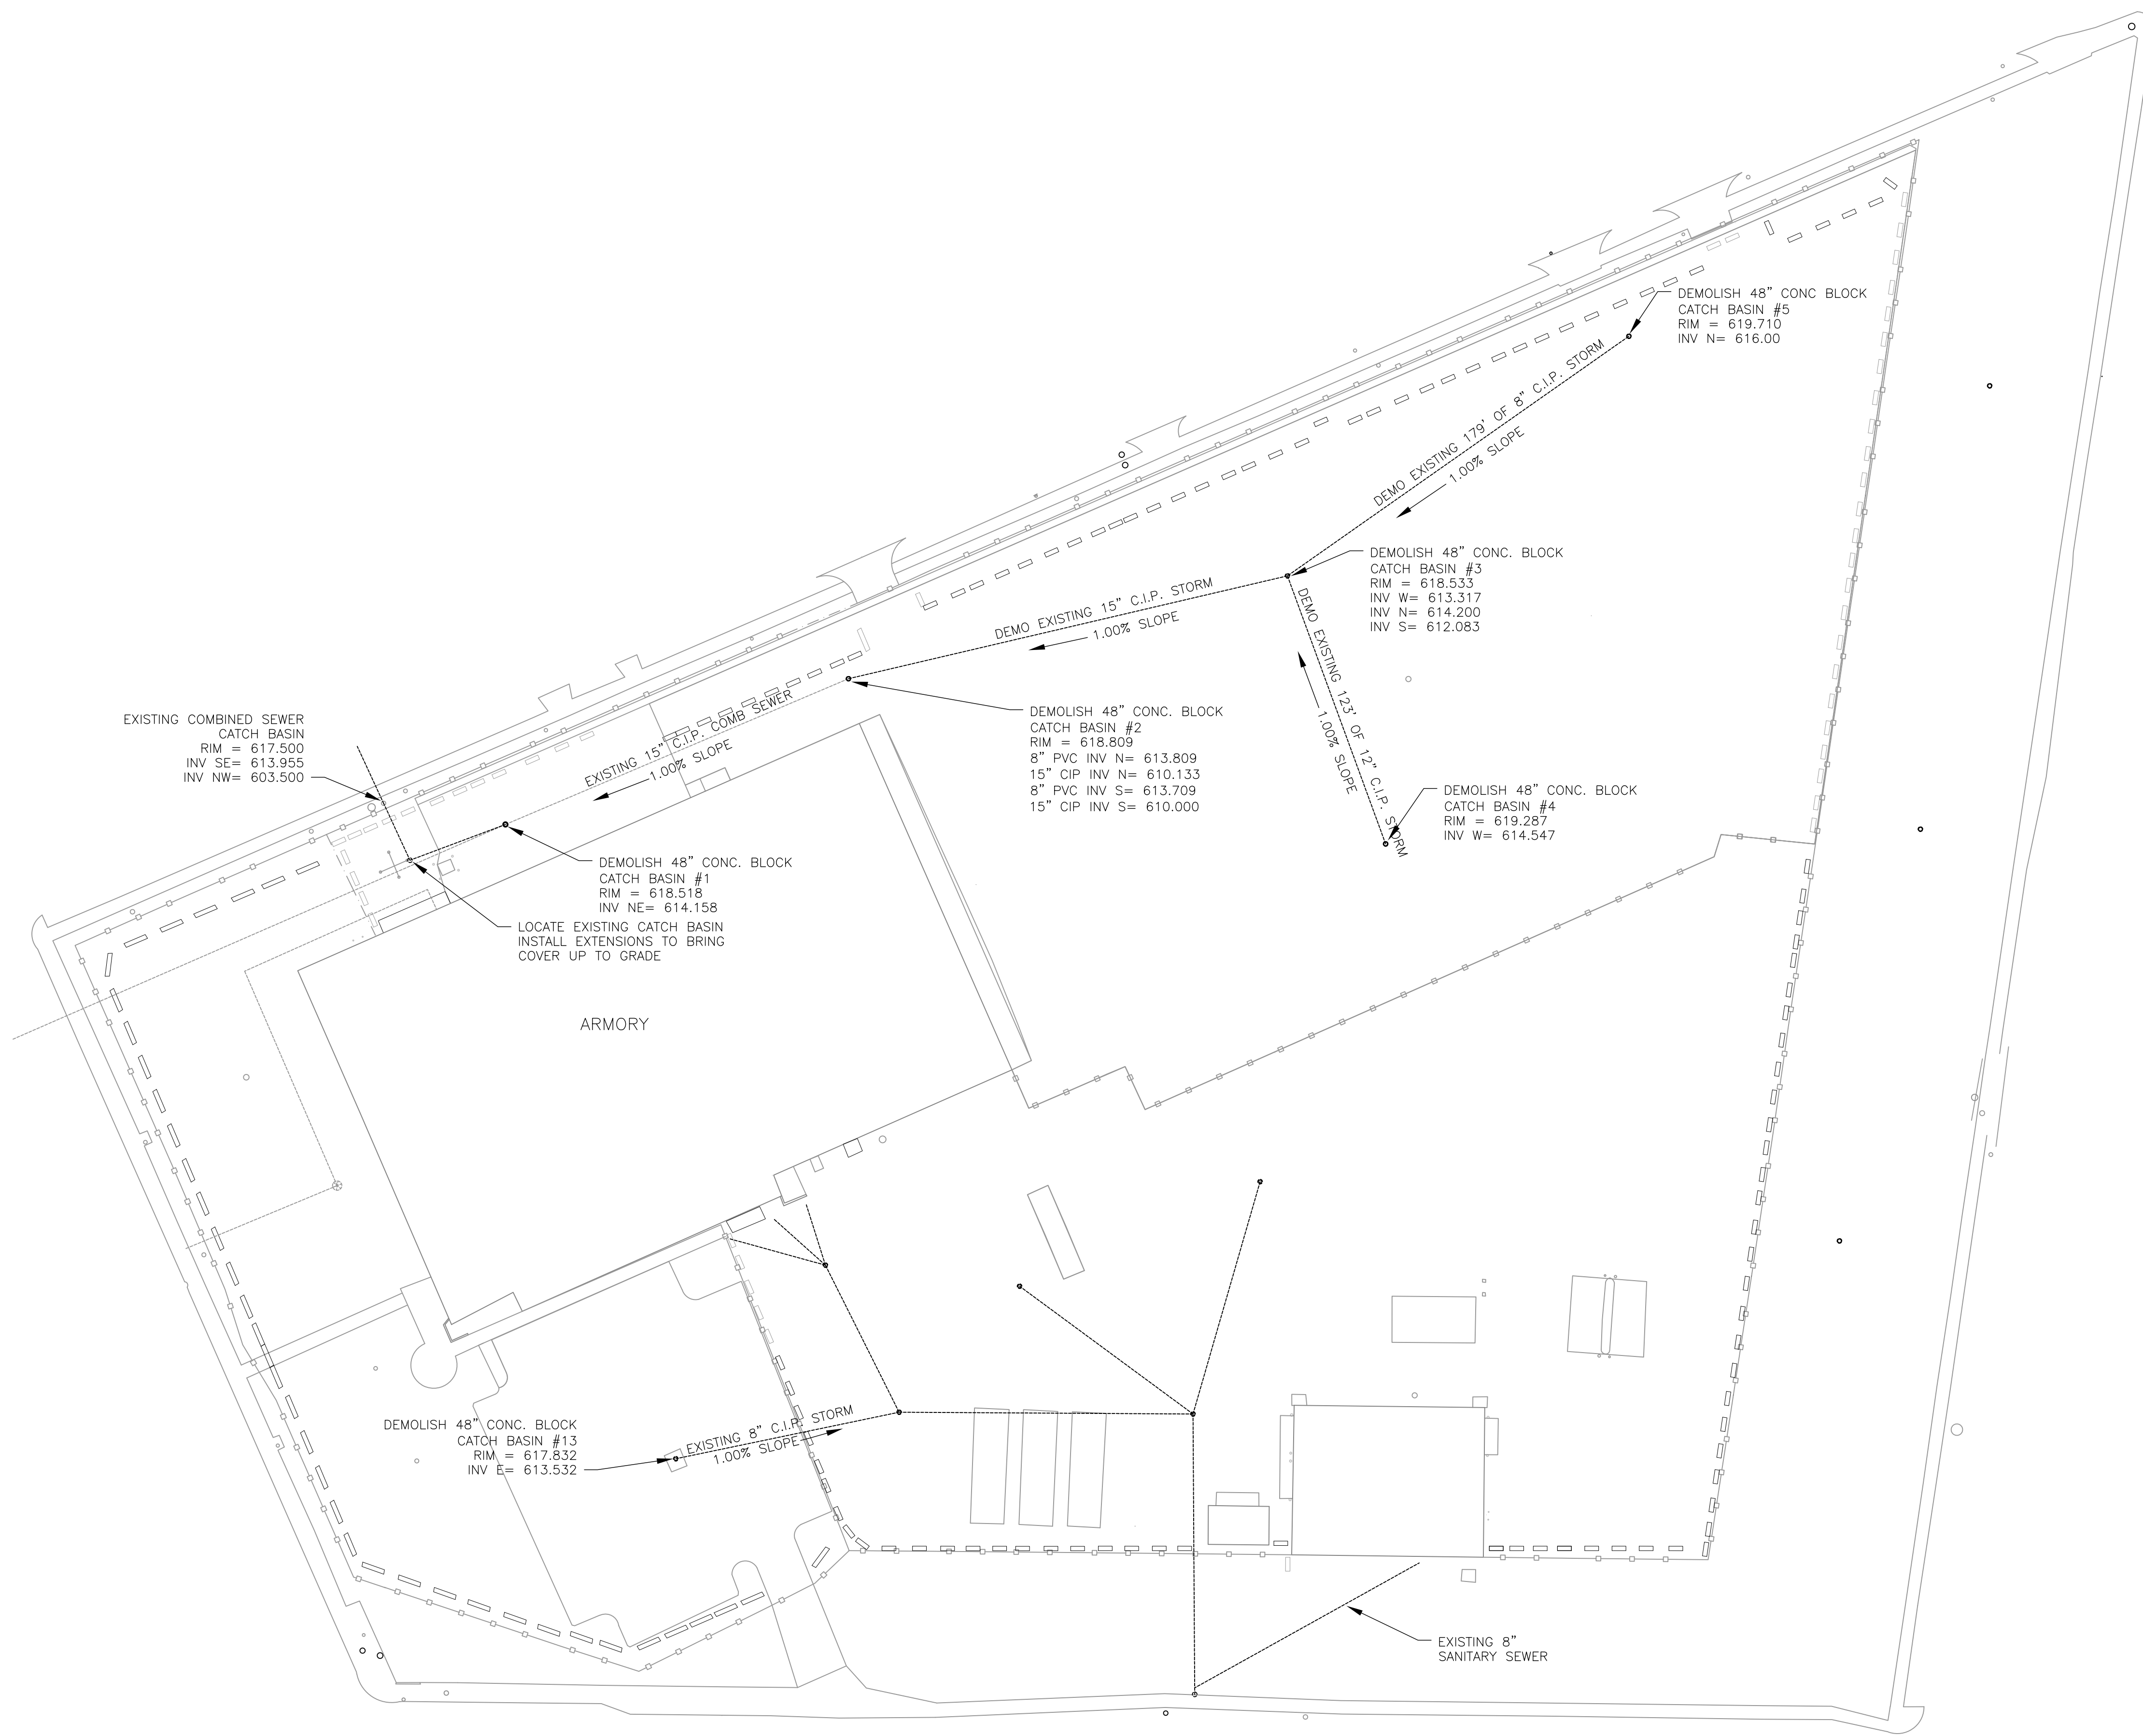 DEMOLISH 48" CONC BLOCK
CATCH BASIN #5
RIM = 619.710
INV N= 616.00
DEMO EXISTING 179' OF 8" C.I.P. STORM
1.00% SLOPE
DEMOLISH 48" CONC. BLOCK
CATCH BASIN #3
RIM = 618.533
INV W= 613.317
INV N= 614.200
INV S= 612.083
DEMO EXISTING 15" C.I.P. STORM
1.00% SLOPE
DEMO EXISTING 123' OF 12" C.I.P. STORM
1.00% SLOPE
EXISTING COMBINED SEWER
CATCH BASIN
RIM = 617.500
INV SE= 613.955
INV NW= 603.500
EXISTING 15" C.I.P. COMB SEWER
1.00% SLOPE
DEMOLISH 48" CONC. BLOCK
CATCH BASIN #2
RIM = 618.809
8" PVC INV N= 613.809
15" CIP INV N= 610.133
8" PVC INV S= 613.709
15" CIP INV S= 610.000
DEMOLISH 48" CONC. BLOCK
CATCH BASIN #4
RIM = 619.287
INV W= 614.547
DEMOLISH 48" CONC. BLOCK
CATCH BASIN #1
RIM = 618.518
INV NE= 614.158
LOCATE EXISTING CATCH BASIN
INSTALL EXTENSIONS TO BRING
COVER UP TO GRADE
ARMORY
DEMOLISH 48" CONC. BLOCK
CATCH BASIN #13
RIM = 617.832
INV E= 613.532
EXISTING 8" C.I.P. STORM
1.00% SLOPE
EXISTING 8"
SANITARY SEWER